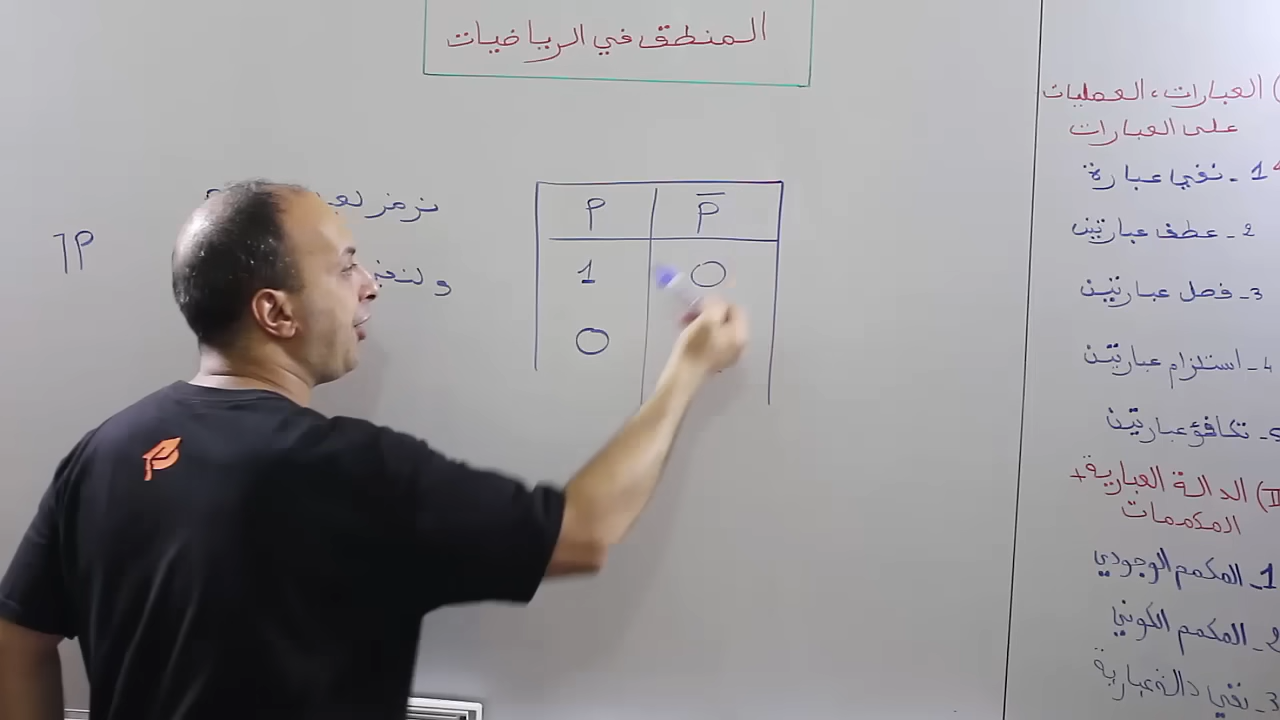 المنطق في الرياضيات
I) العبارات، العمليات
على العبارات
1 - نفي عبارة
2 - عطف عبارتين
3 - فصل عبارتين
4 - استلزام عبارتين
5 - تكافؤ عبارتين
II) الدالة العبارية +
المكممات
1 - المكمم الوجودي
2 - المكمم الكوني
3 - نفي دالة عبارية
نرمز
P P̅
1 0
0
ךּP